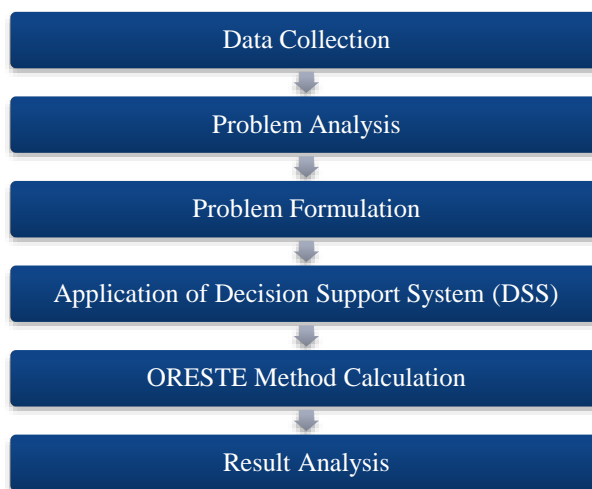 Data Collection
Problem Analysis
Problem Formulation
Application of Decision Support System (DSS)
ORESTE Method Calculation
Result Analysis